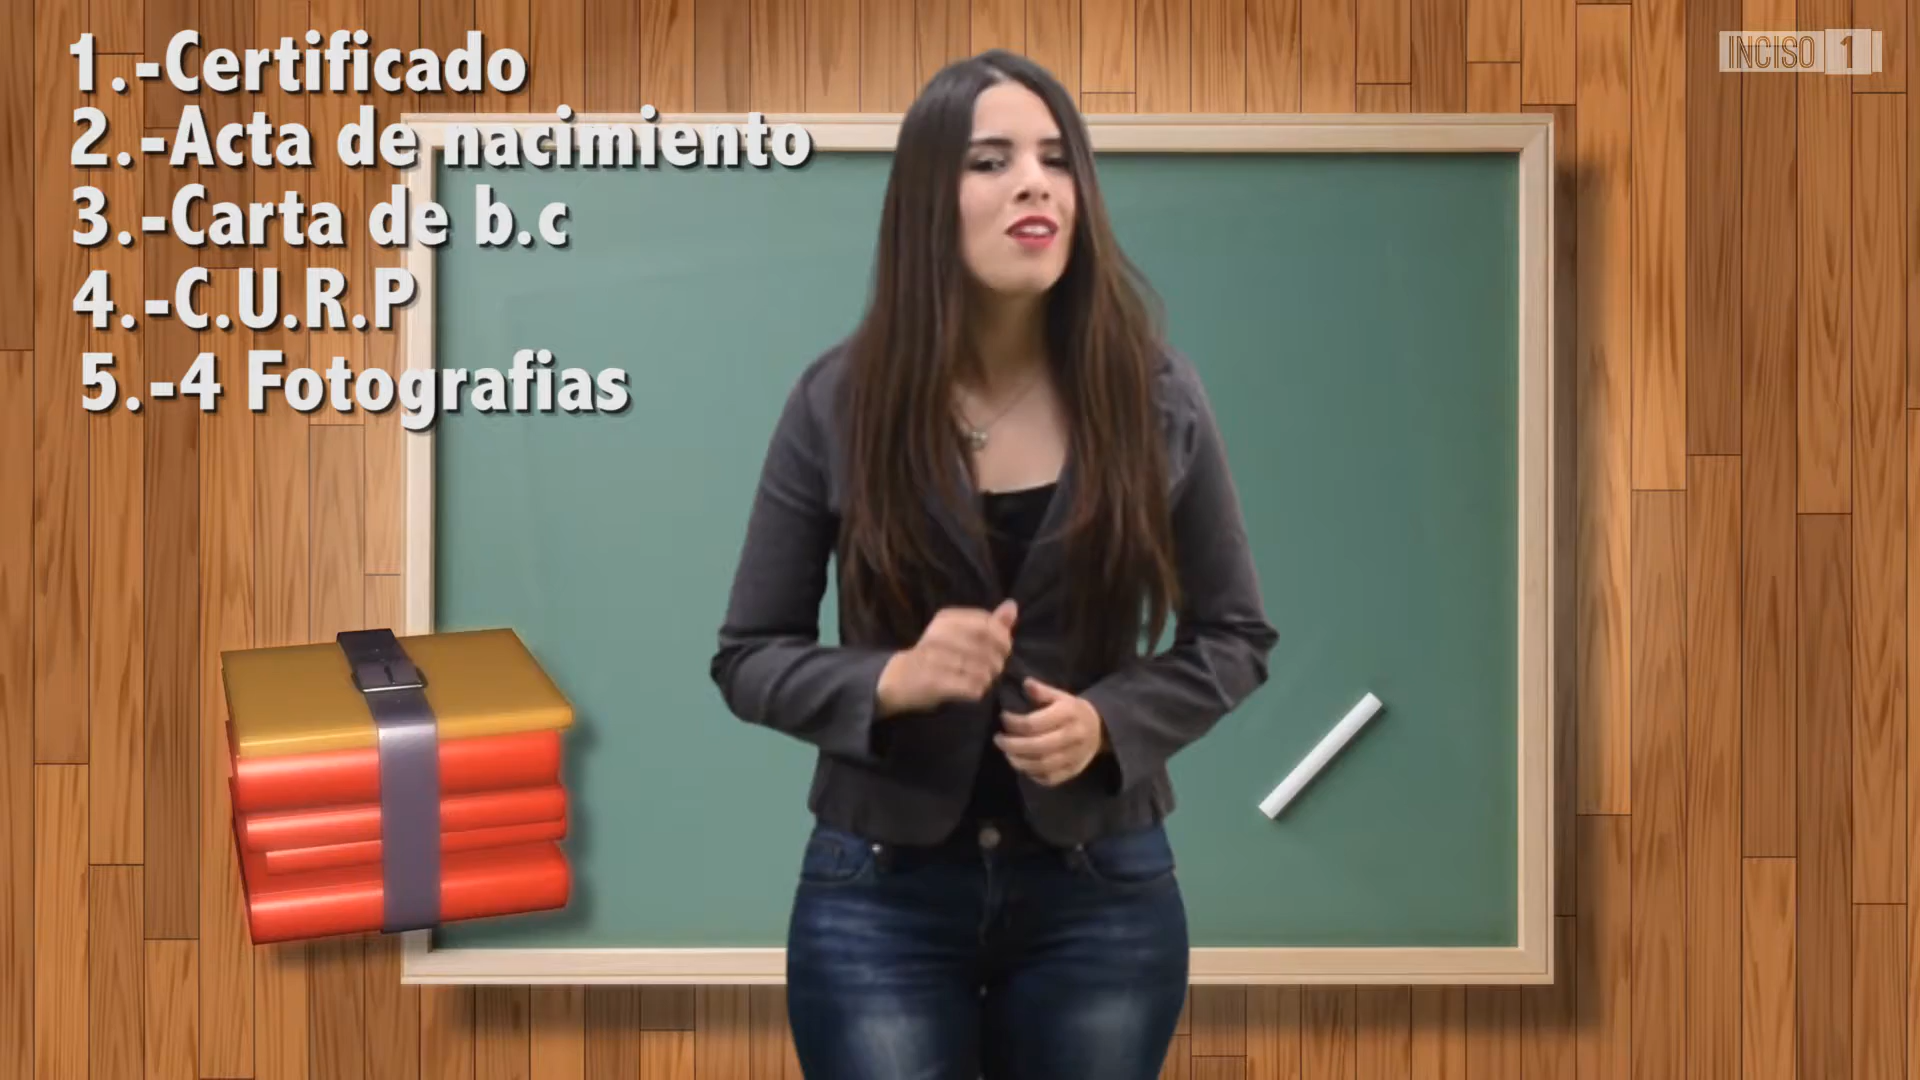 1.-Certificado
2.-Acta de nacimiento
3.-Carta de b.c
4.-C.U.R.P
5.-4 Fotografias
INCISO 1